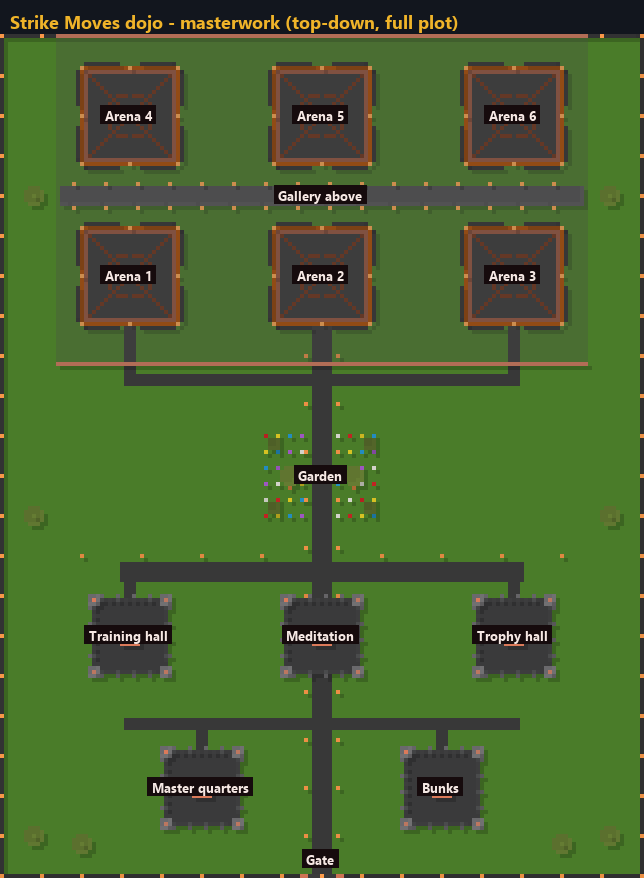 Strike Moves dojo - masterwork (top-down, full plot)
Arena 4
Arena 5
Arena 6
Gallery above
Arena 1
Arena 2
Arena 3
Garden
Training hall
Meditation
Trophy hall
Master quarters
Bunks
Gate